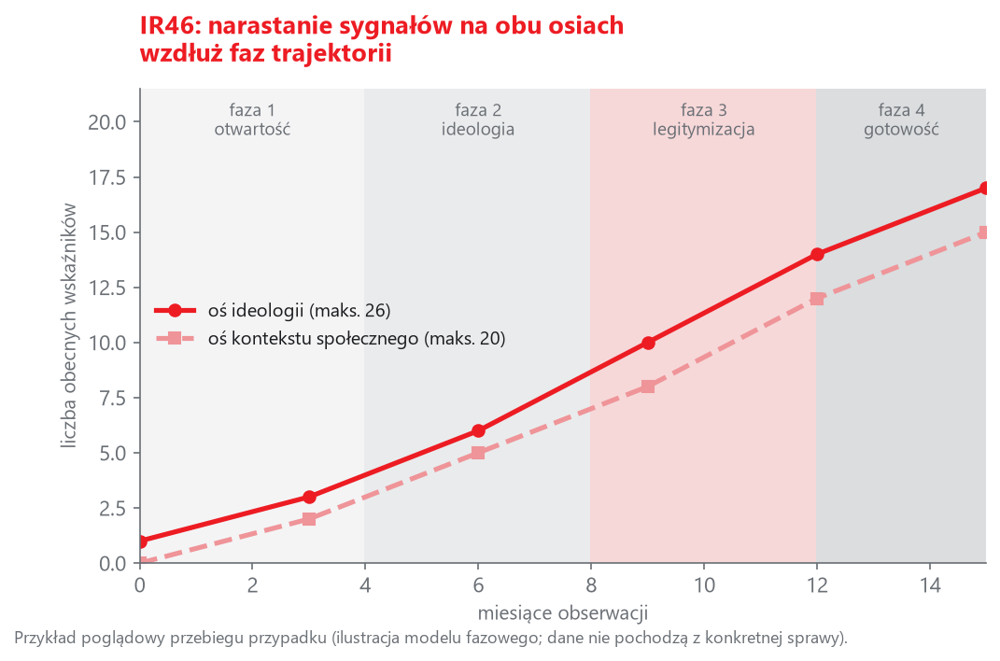 IR46: narastanie sygnałów na obu osiach
wzdłuż faz trajektorii
faza 1
otwartość
faza 2
ideologia
faza 3
legitymizacja
faza 4
gotowość
liczba obecnych wskaźników
20.0
17.5
15.0
12.5
10.0
7.5
5.0
2.5
0.0
oś ideologii (maks. 26)
oś kontekstu społecznego (maks. 20)
0 2 4 6 8 10 12 14
miesiące obserwacji
Przykład poglądowy przebiegu przypadku (ilustracja modelu fazowego; dane nie pochodzą z konkretnej sprawy).